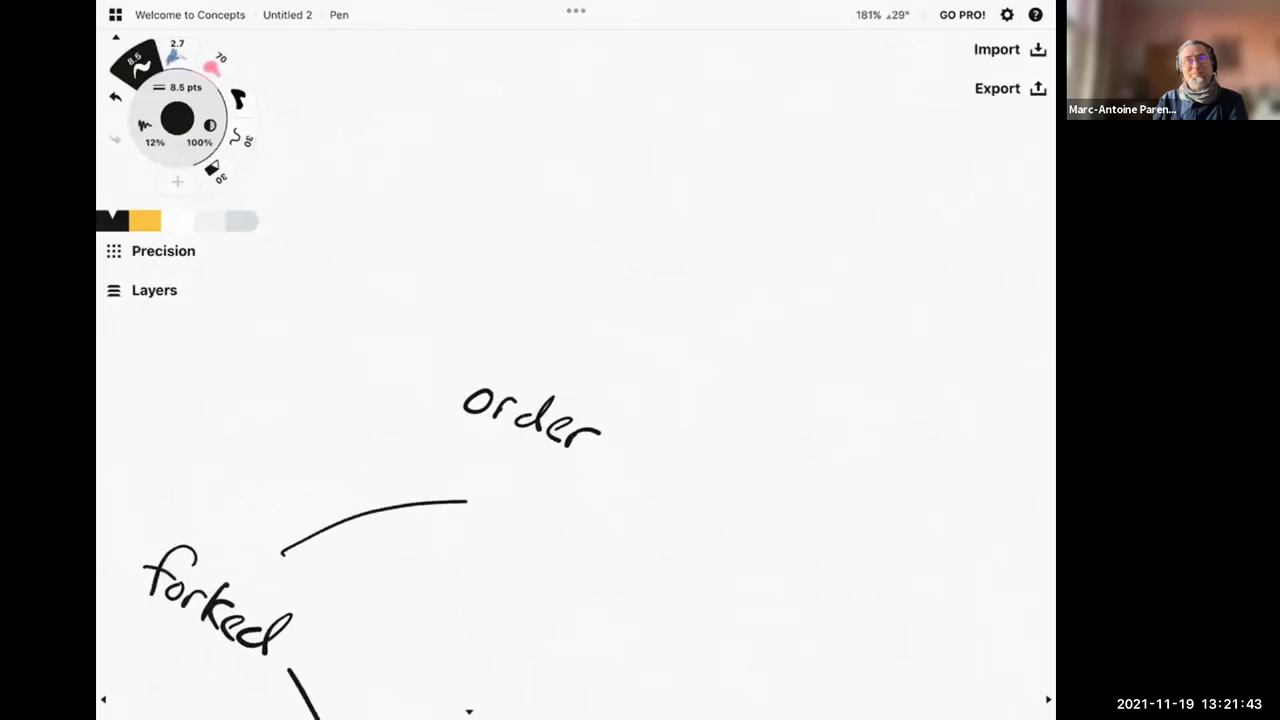 Welcome to Concepts Untitled 2 Pen
181% 29° GO PRO!
Import
Export
8.5
2.7
70
8.5 pts
30
12% 100%
30
Precision
Layers
order
forked
Marc-Antoine Paren...
2021-11-19 13:21:43